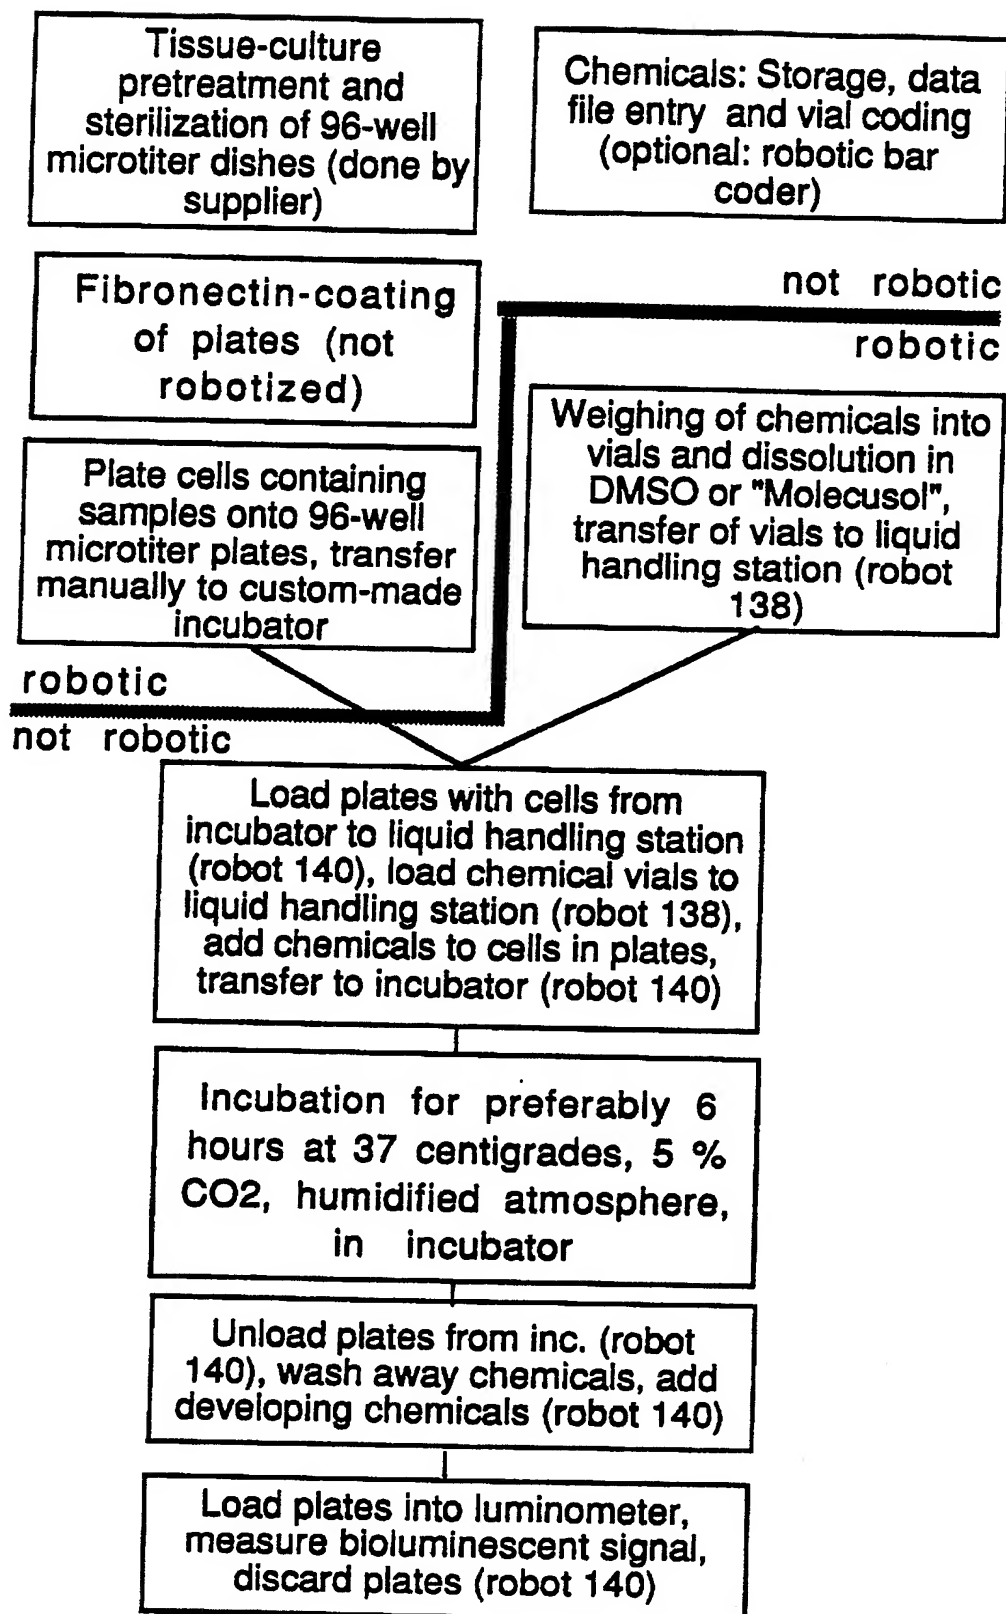 Tissue-culture
pretreatment and
sterilization of 96-well
microtiter dishes (done by
supplier)
Chemicals: Storage, data
file entry and vial coding
(optional: robotic bar
coder)
Fibronectin-coating
of plates (not
robotized)
not robotic
robotic
Plate cells containing
samples onto 96-well
microtiter plates, transfer
manually to custom-made
incubator
Weighing of chemicals into
vials and dissolution in
DMSO or "Molecusol",
transfer of vials to liquid
handling station (robot
138)
robotic
not robotic
Load plates with cells from
incubator to liquid handling station
(robot 140), load chemical vials to
liquid handling station (robot 138),
add chemicals to cells in plates,
transfer to incubator (robot 140)
Incubation for preferably 6
hours at 37 centigrades, 5 %
CO2, humidified atmosphere,
in incubator
Unload plates from inc. (robot
140), wash away chemicals, add
developing chemicals (robot 140)
Load plates into luminometer,
measure bioluminescent signal,
discard plates (robot 140)